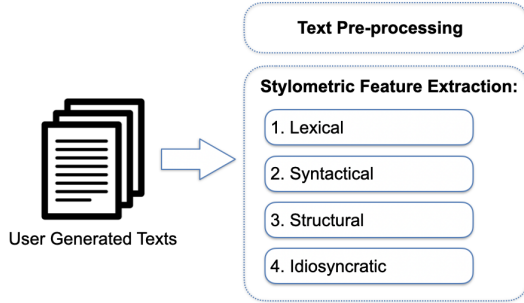 Text Pre-processing
Stylometric Feature Extraction:
1. Lexical
2. Syntactical
3. Structural
4. Idiosyncratic
User Generated Texts